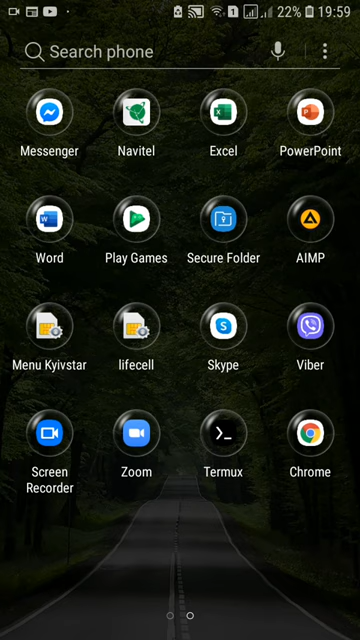 1 22% 19:59
Search phone
Messenger Navitel Excel PowerPoint
Word Play Games Secure Folder AIMP
Menu Kyivstar lifecell Skype Viber
Screen Recorder Zoom Termux Chrome